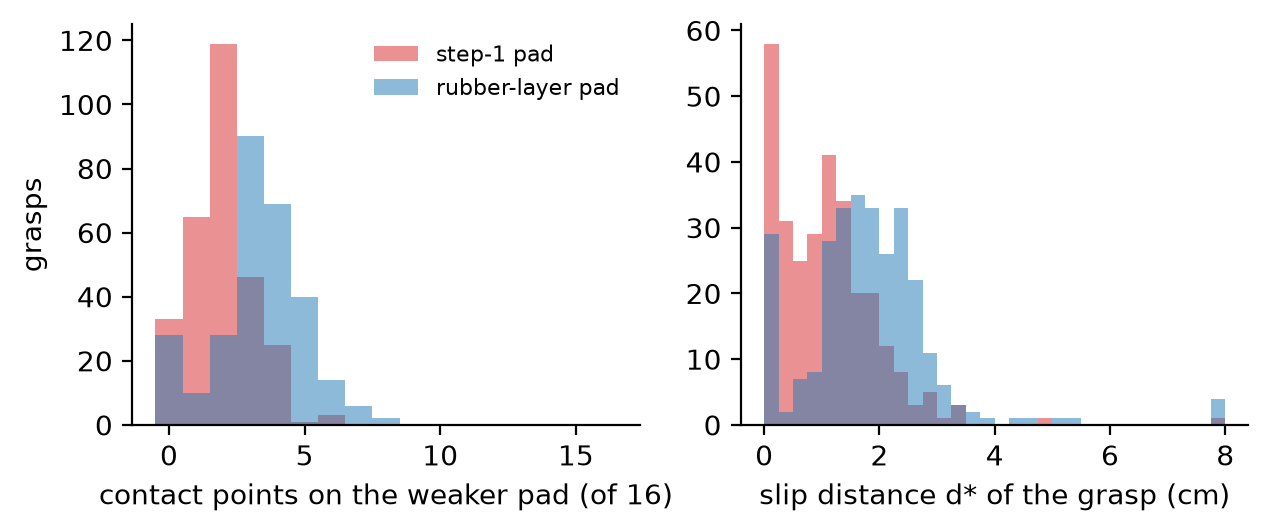 120
100
80
60
40
20
0
grasps
step-1 pad
rubber-layer pad
0 5 10 15
contact points on the weaker pad (of 16)
60
50
40
30
20
10
0
0 2 4 6 8
slip distance d* of the grasp (cm)